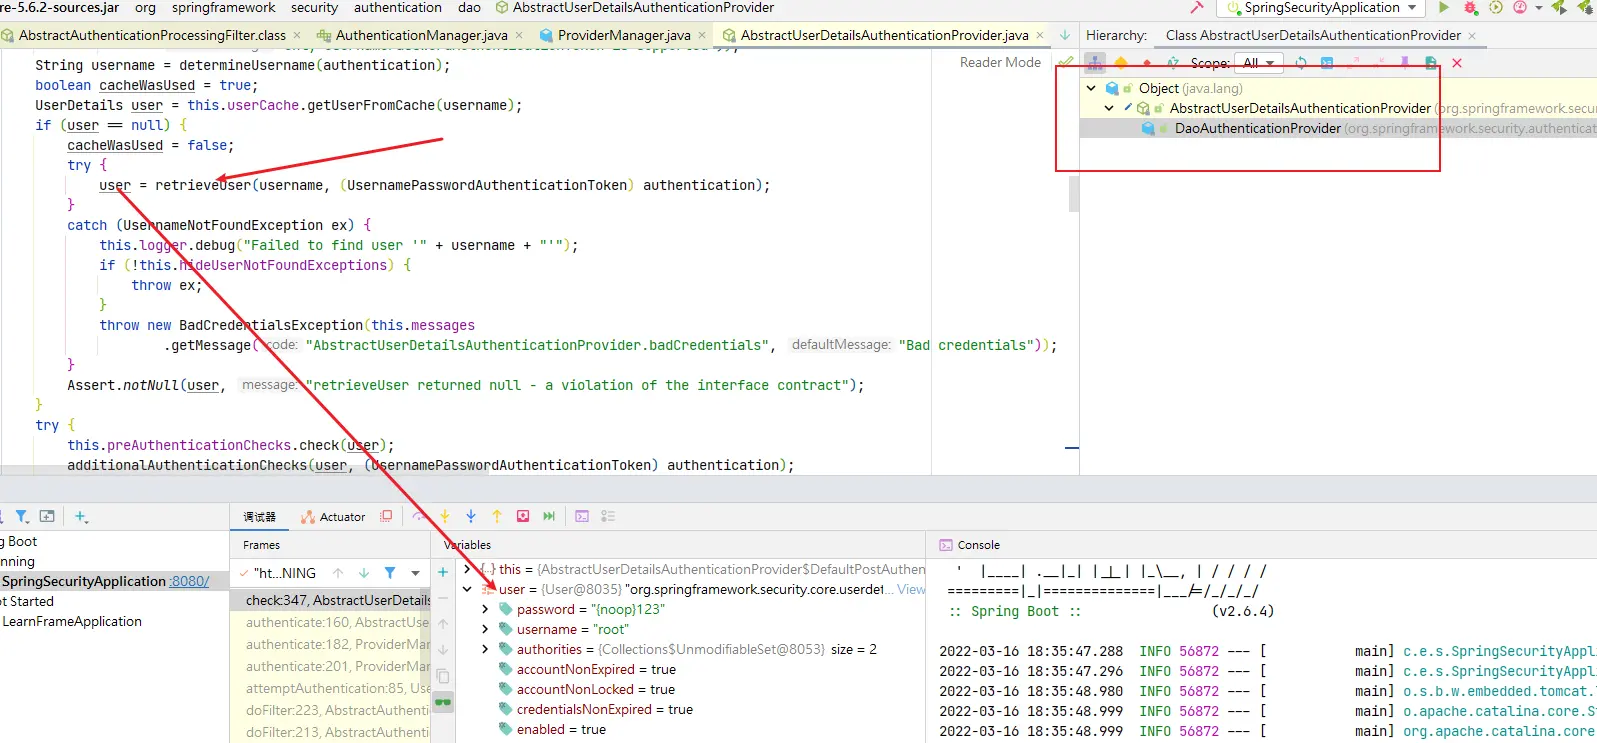 re-5.6.2-sources.jar org springframework security authentication dao AbstractUserDetailsAuthenticationProvider SpringSecurityApplication
AbstractAuthenticationProcessingFilter.class AuthenticationManager.java ProviderManager.java AbstractUserDetailsAuthenticationProvider.java Hierarchy: Class AbstractUserDetailsAuthenticationProvider
Reader Mode
Scope: All
String username = determineUsername(authentication);
boolean cacheWasUsed = true;
UserDetails user = this.userCache.getUserFromCache(username);
if (user == null) {
cacheWasUsed = false;
try {
user = retrieveUser(username, (UsernamePasswordAuthenticationToken) authentication);
}
catch (UsernameNotFoundException ex) {
this.logger.debug("Failed to find user '" + username + "'");
if (!this.hideUserNotFoundExceptions) {
throw ex;
}
throw new BadCredentialsException(this.messages
.getMessage( code: "AbstractUserDetailsAuthenticationProvider.badCredentials", defaultMessage: "Bad credentials"));
}
Assert.notNull(user, message: "retrieveUser returned null - a violation of the interface contract");
}
try {
this.preAuthenticationChecks.check(user);
additionalAuthenticationChecks(user, (UsernamePasswordAuthenticationToken) authentication);
Object (java.lang)
AbstractUserDetailsAuthenticationProvider (org.springframework.secu
DaoAuthenticationProvider (org.springframework.security.authenticat
调试器 Actuator
g Boot
nning
SpringSecurityApplication :8080/
ot Started
LearnFrameApplication
Frames
"ht...NING
check:347, AbstractUserDetails
authenticate:160, AbstractUse
authenticate:182, ProviderMar
authenticate:201, ProviderMar
attemptAuthentication:85, Use
doFilter:223, AbstractAuthenti
doFilter:213, AbstractAuthenti
Variables
this = {AbstractUserDetailsAuthenticationProvider$DefaultPostAuthen
user = {User@8035} "org.springframework.security.core.userdet... View
password = "{noop}123"
username = "root"
authorities = {Collections$UnmodifiableSet@8053} size = 2
accountNonExpired = true
accountNonLocked = true
credentialsNonExpired = true
enabled = true
Console
' |____| .__|_| |_|_| |_\__, | / / / /
=========|_|==============|___/=/_/_/_/
:: Spring Boot :: (v2.6.4)
2022-03-16 18:35:47.288 INFO 56872 --- [ main] c.e.s.SpringSecurityAppl
2022-03-16 18:35:47.296 INFO 56872 --- [ main] c.e.s.SpringSecurityAppl
2022-03-16 18:35:48.980 INFO 56872 --- [ main] o.s.b.w.embedded.tomcat.
2022-03-16 18:35:48.999 INFO 56872 --- [ main] o.apache.catalina.core.S
2022-03-16 18:35:48.999 INFO 56872 --- [ main] org.apache.catalina.core